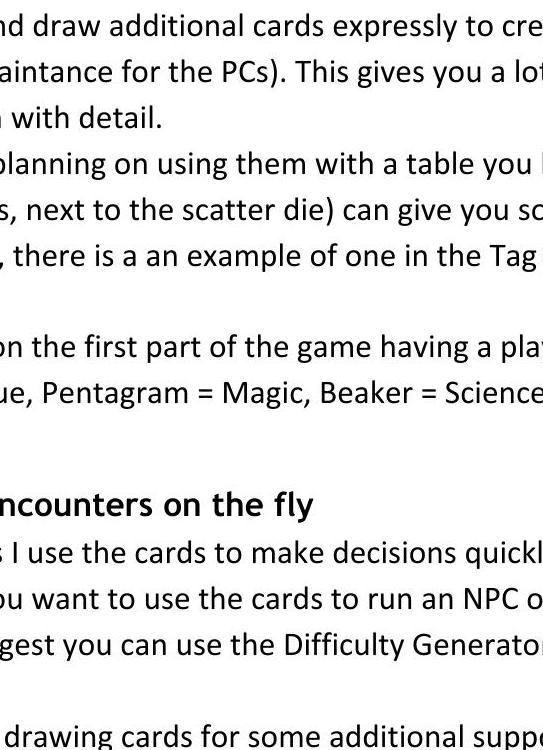 nd draw additional cards expressly to cre
aintance for the PCs). This gives you a lot
with detail.
planning on using them with a table you
s, next to the scatter die) can give you so
, there is a an example of one in the Tag
on the first part of the game having a pla
ue, Pentagram = Magic, Beaker = Science
ncounters on the fly
s I use the cards to make decisions quickl
ou want to use the cards to run an NPC o
gest you can use the Difficulty Generato
drawing cards for some additional suppo